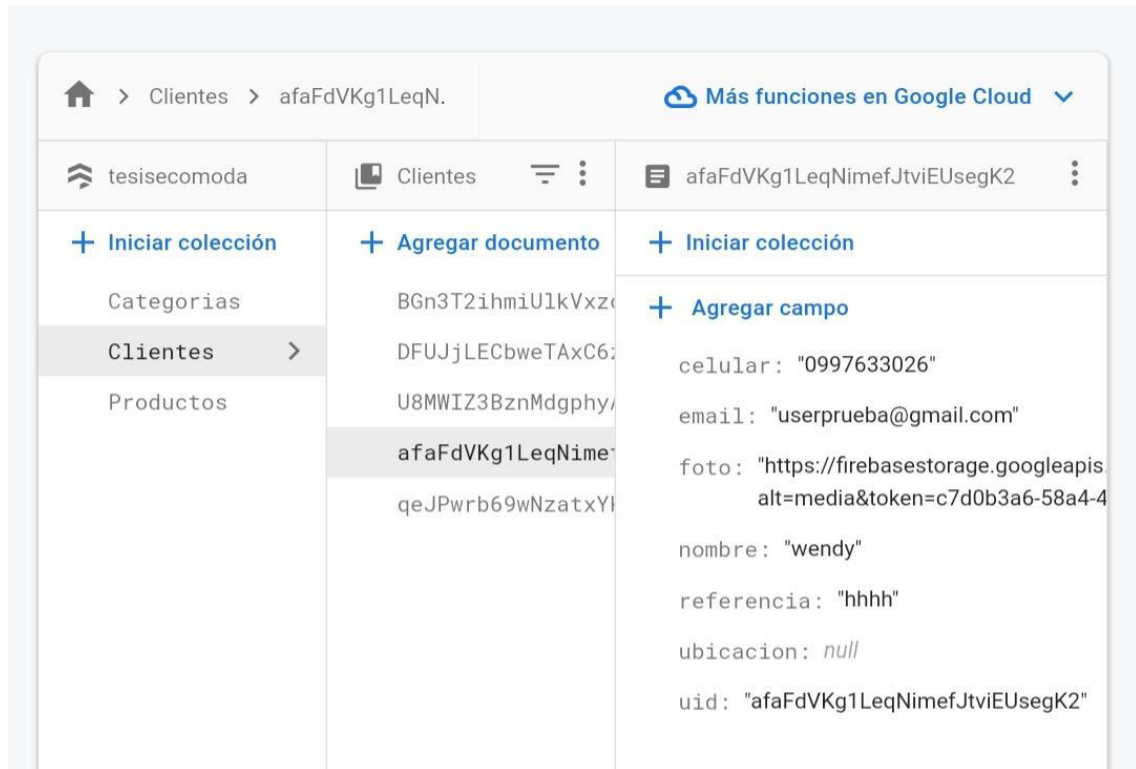 Clientes > afaFdVKg1LeqN.
Más funciones en Google Cloud
tesisecomoda
Clientes
afaFdVKg1LeqNimefJtviEUsegK2
+ Iniciar colección
Categorias
Clientes
Productos
+ Agregar documento
BGn3T2ihmiUlkVxz
DFUJjLECbweTAxC6
U8MWIZ3BznMdgphy
afaFdVKg1LeqNime
qeJPwrb69wNzatxY
+ Iniciar colección
+ Agregar campo
celular: "0997633026"
email: "userprueba@gmail.com"
foto: "https://firebasestorage.googleapis.
alt=media&token=c7d0b3a6-58a4-4
nombre: "wendy"
referencia: "hhhh"
ubicacion: null
uid: "afaFdVKg1LeqNimefJtviEUsegK2"